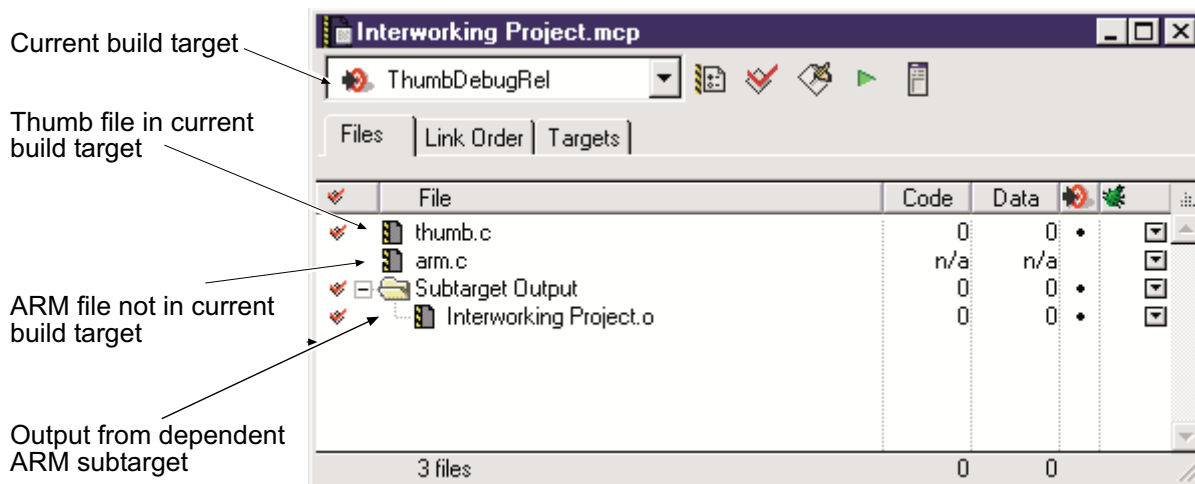 Current build target
Thumb file in current
build target
ARM file not in current
build target
Output from dependent
ARM subtarget
Interworking Project.mcp
ThumbDebugRel
Files Link Order Targets
File Code Data
thumb.c 0 0
arm.c n/a n/a
Subtarget Output 0 0
Interworking Project.o 0 0
3 files 0 0